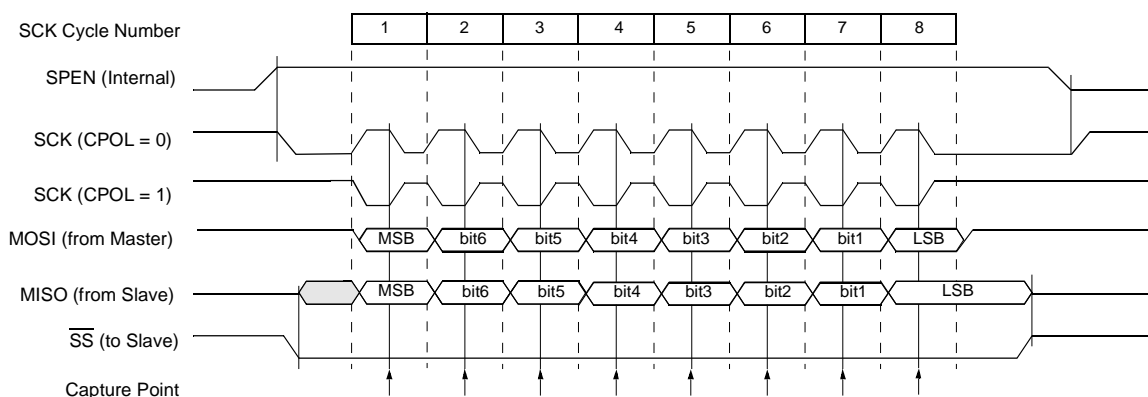 SCK Cycle Number 1 2 3 4 5 6 7 8
SPEN (Internal)
SCK (CPOL = 0)
SCK (CPOL = 1)
MOSI (from Master) MSB bit6 bit5 bit4 bit3 bit2 bit1 LSB
MISO (from Slave) MSB bit6 bit5 bit4 bit3 bit2 bit1 LSB
SS (to Slave)
Capture Point